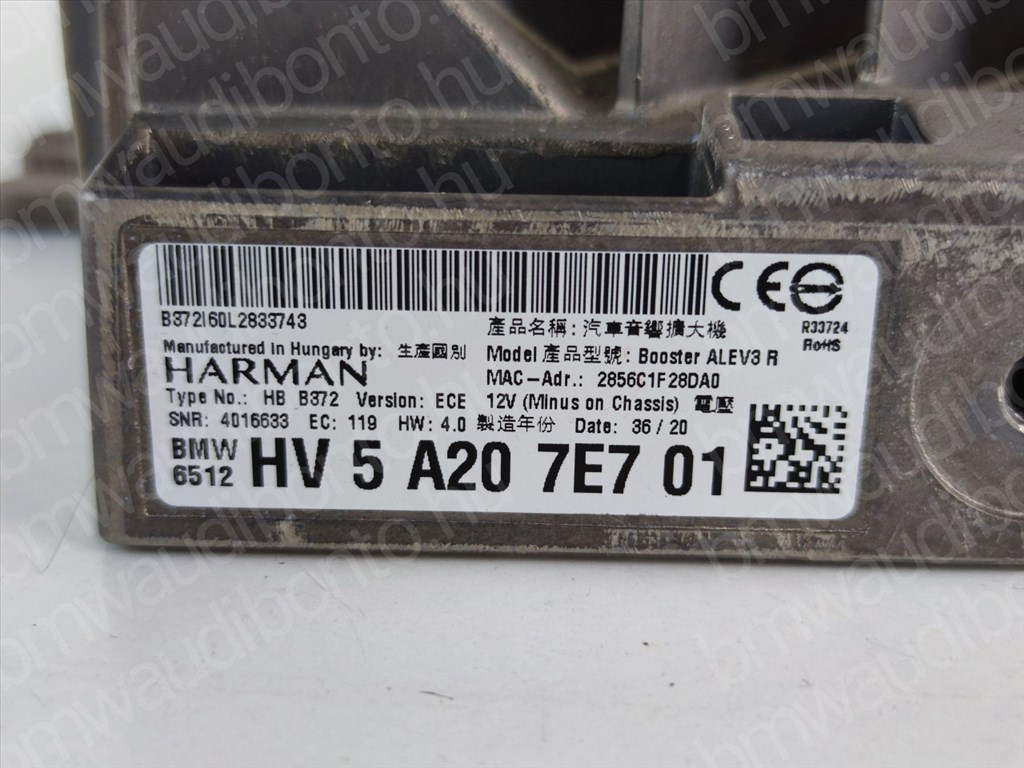 B372I60L2833743
產品名稱: 汽車音響擴大機
R33724
RoHS
Manufactured in Hungary by: 生產國別
Model 產品型號: Booster ALEV3 R
HARMAN
MAC-Adr.: 2856C1F28DA0
Type No.: HB B372 Version: ECE 12V (Minus on Chassis) 電壓
SNR: 4016633 EC: 119 HW: 4.0 製造年份 Date: 36 / 20
BMW
6512 HV 5 A20 7E7 01
CE
bmwaudibonto.hu